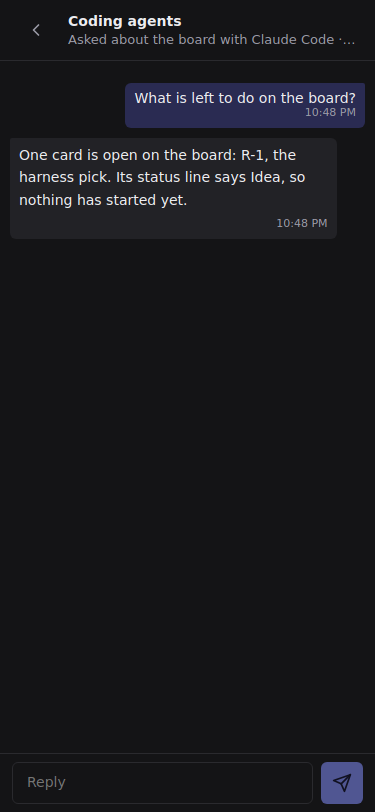 Coding agents
Asked about the board with Claude Code ·…
What is left to do on the board?
10:48 PM
One card is open on the board: R-1, the
harness pick. Its status line says Idea, so
nothing has started yet.
10:48 PM
Reply